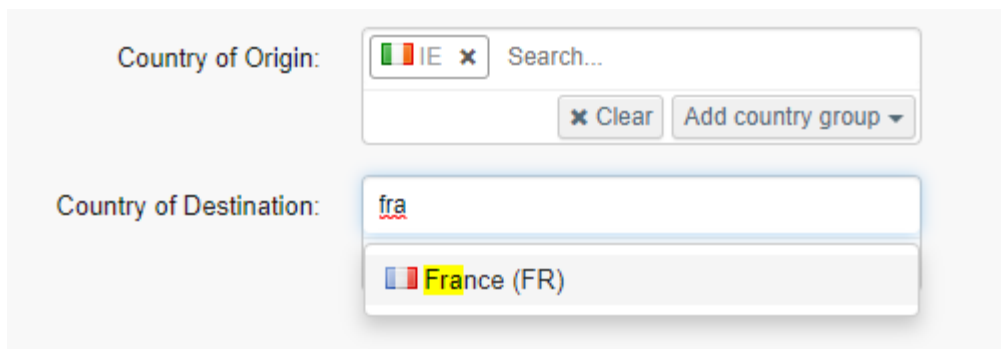 Country of Origin: IE × Search...
× Clear Add country group
Country of Destination: fra
France (FR)